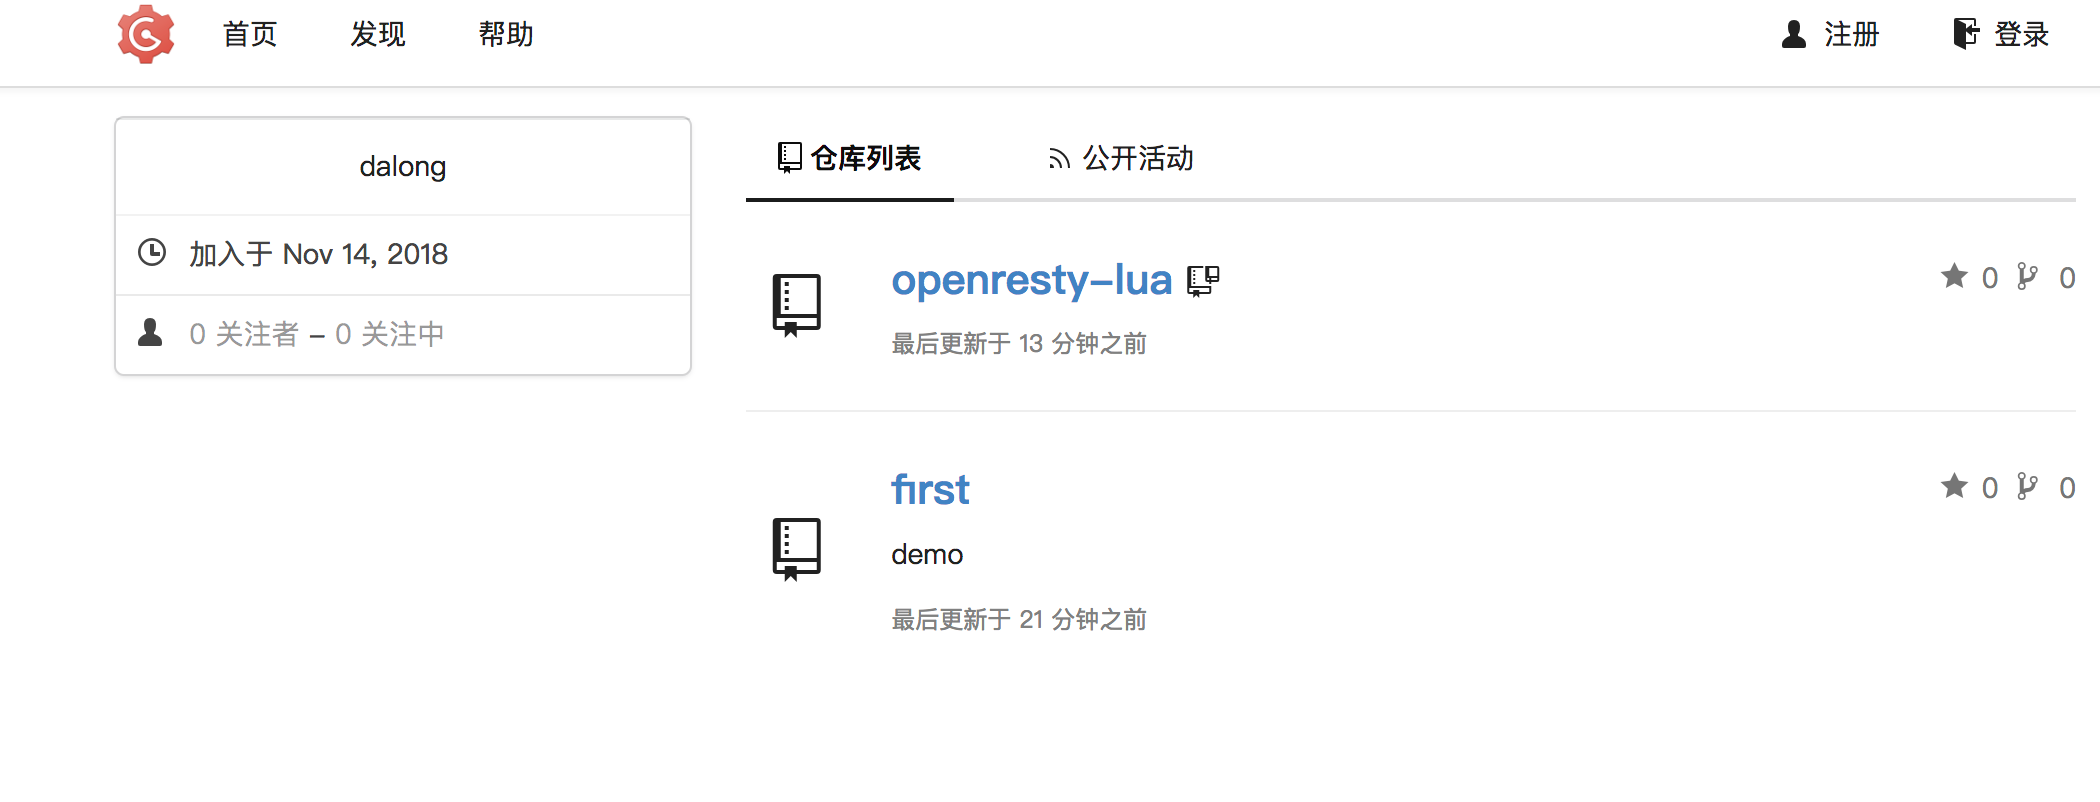 首页 发现 帮助 注册 登录
dalong
加入于 Nov 14, 2018
0 关注者 – 0 关注中
仓库列表 公开活动
openresty-lua 0 0
最后更新于 13 分钟之前
first 0 0
demo
最后更新于 21 分钟之前